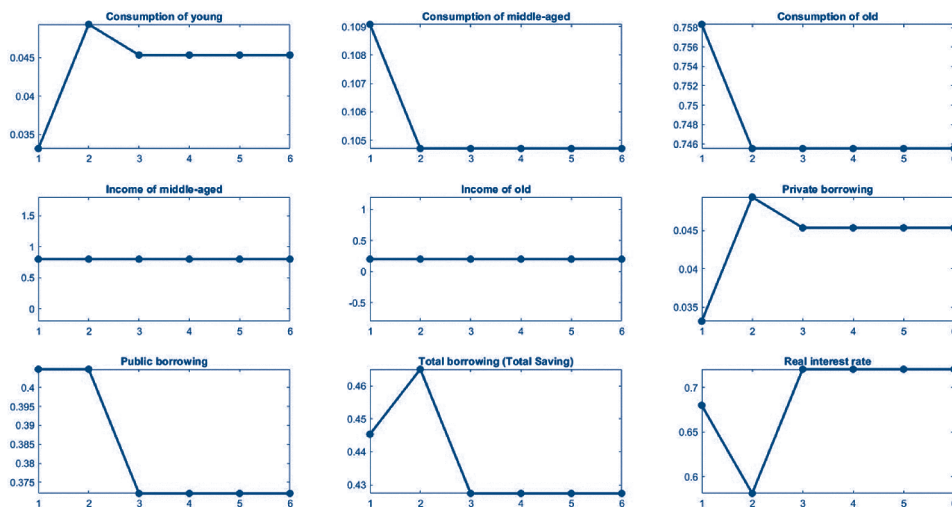 Consumption of young
0.045
0.04
0.035
1 2 3 4 5 6
Consumption of middle-aged
0.109
0.108
0.107
0.106
0.105
1 2 3 4 5 6
Consumption of old
0.758
0.756
0.754
0.752
0.75
0.748
0.746
1 2 3 4 5 6
Income of middle-aged
1.5
1
0.5
0
1 2 3 4 5 6
Income of old
1
0.5
0
-0.5
1 2 3 4 5 6
Private borrowing
0.045
0.04
0.035
1 2 3 4 5 6
Public borrowing
0.4
0.395
0.39
0.385
0.38
0.375
1 2 3 4 5 6
Total borrowing (Total Saving)
0.46
0.45
0.44
0.43
1 2 3 4 5 6
Real interest rate
0.7
0.65
0.6
1 2 3 4 5 6